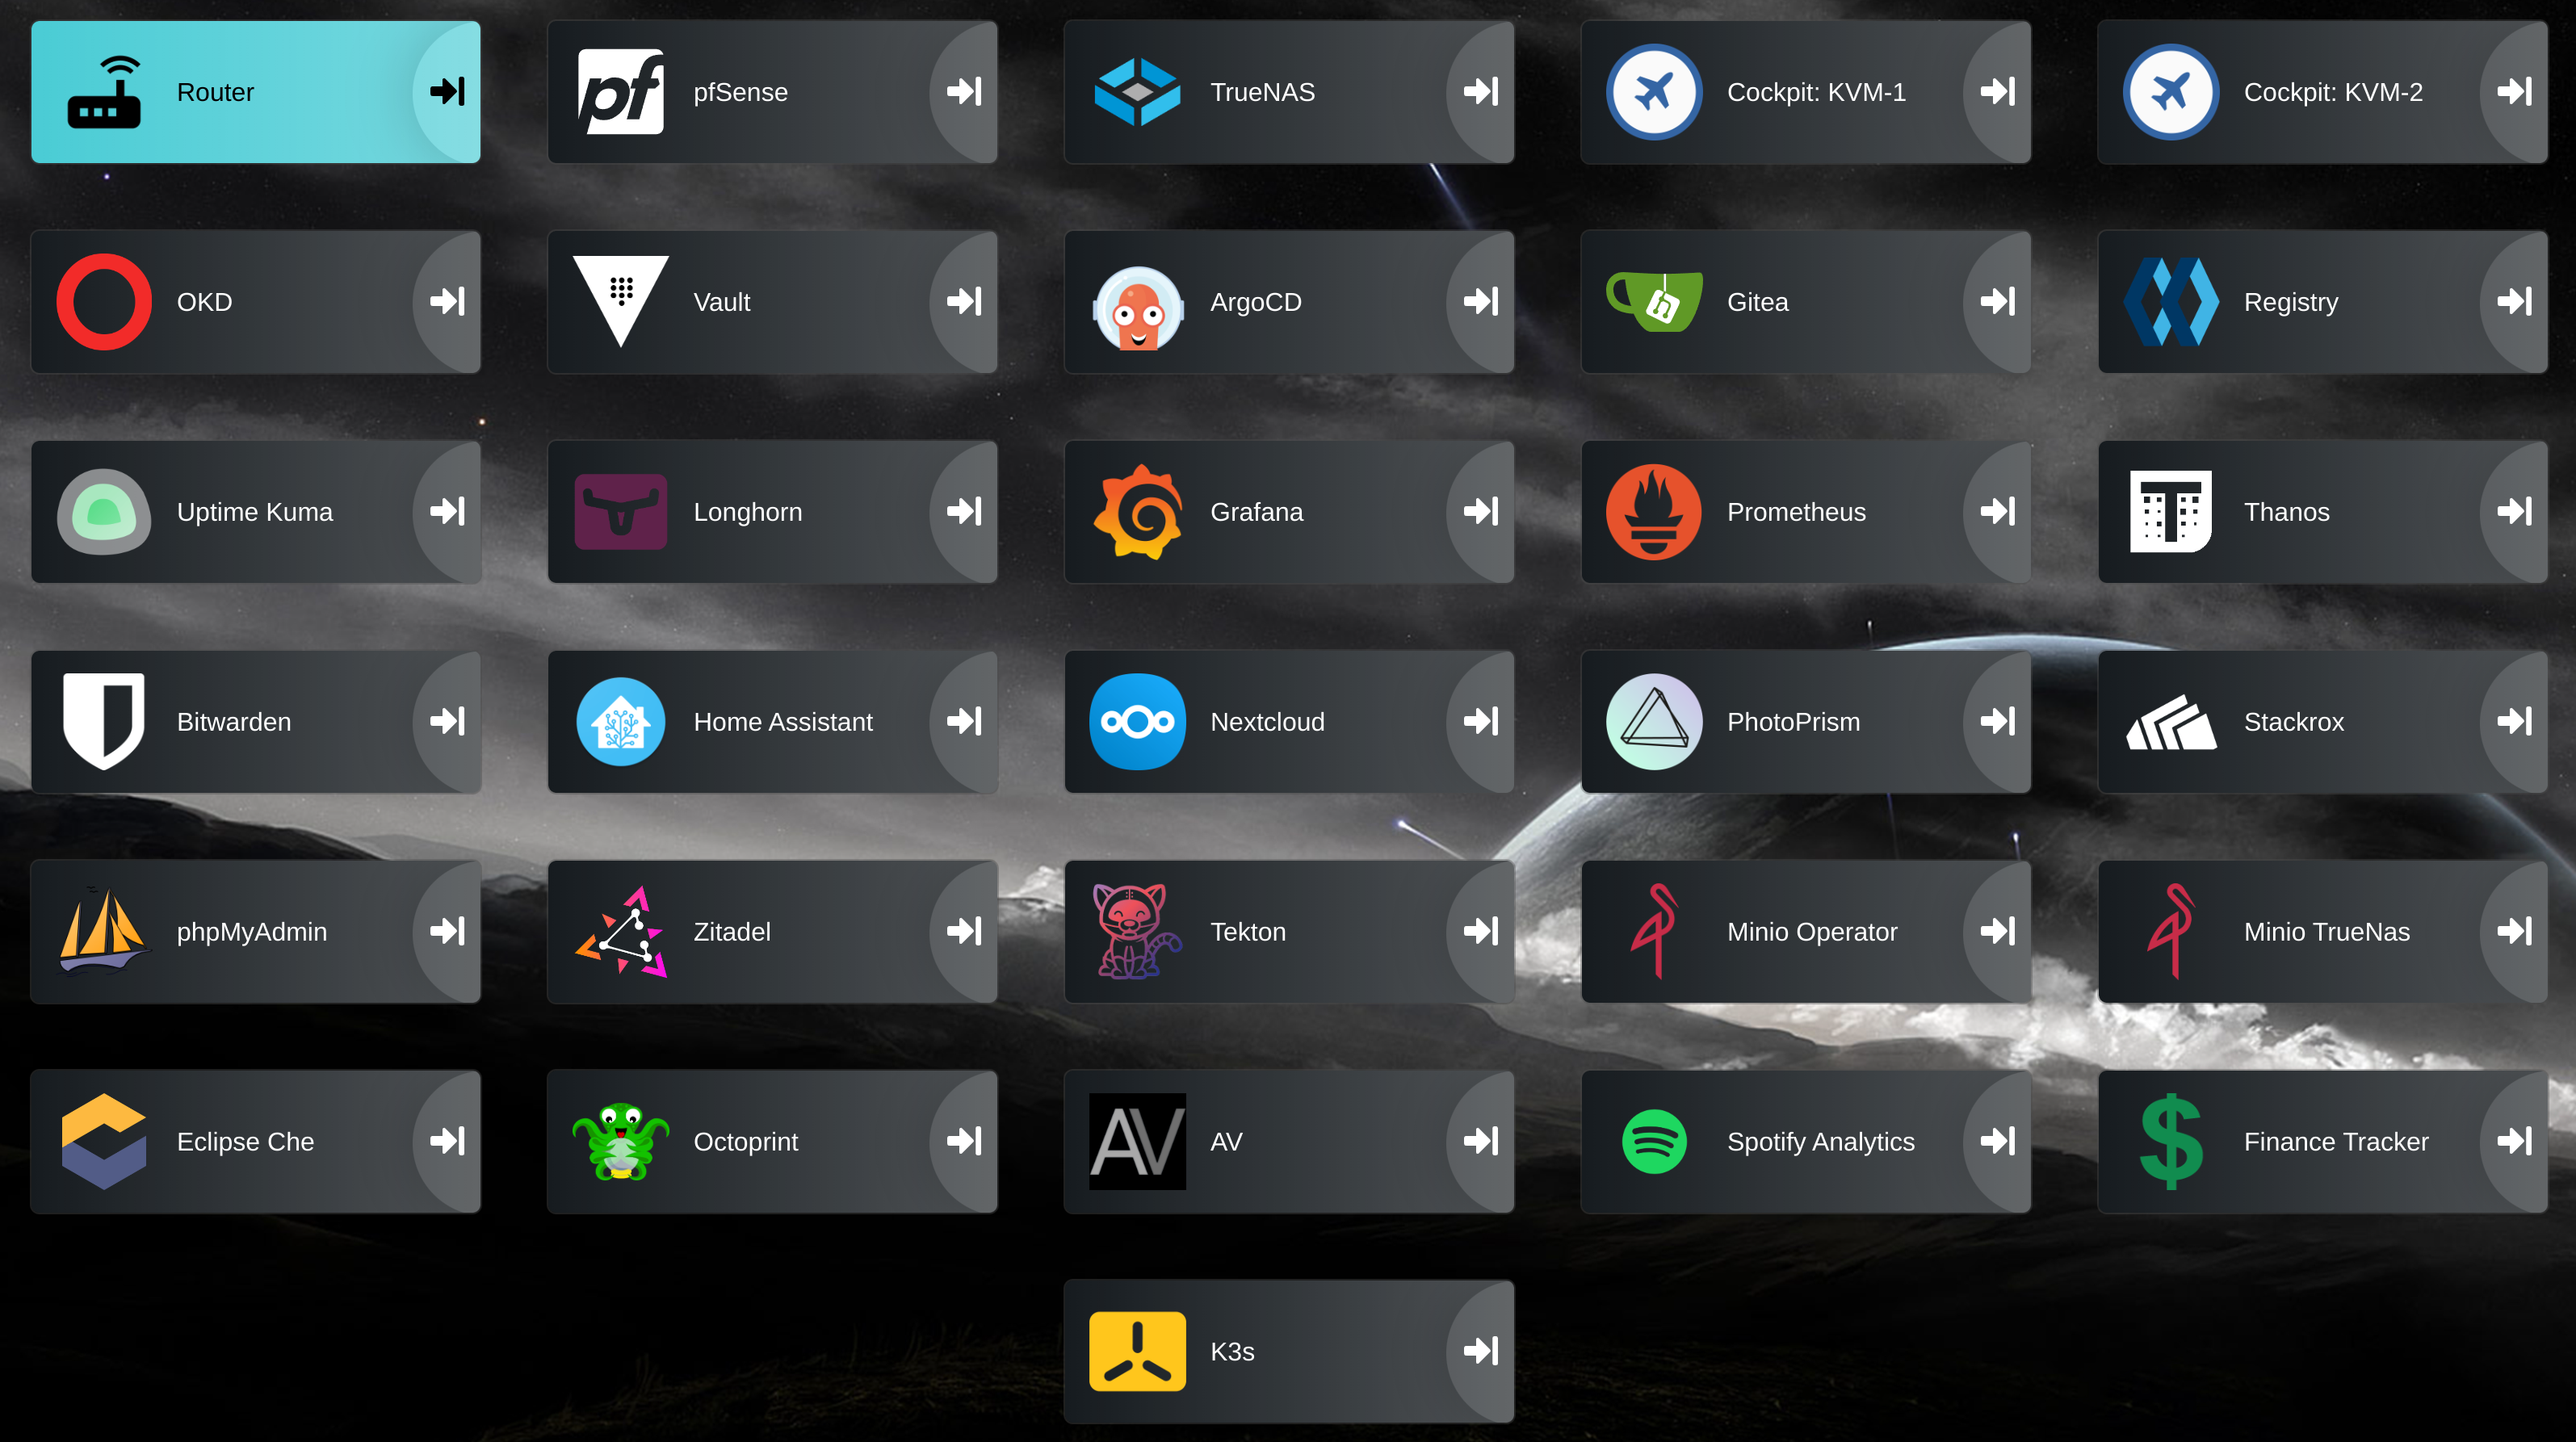 Router
pf
pfSense
TrueNAS
Cockpit: KVM-1
Cockpit: KVM-2
OKD
Vault
ArgoCD
Gitea
Registry
Uptime Kuma
Longhorn
Grafana
Prometheus
T
Thanos
Bitwarden
Home Assistant
Nextcloud
PhotoPrism
Stackrox
phpMyAdmin
Zitadel
Tekton
Minio Operator
Minio TrueNas
Eclipse Che
Octoprint
AV
AV
Spotify Analytics
$
Finance Tracker
K3s